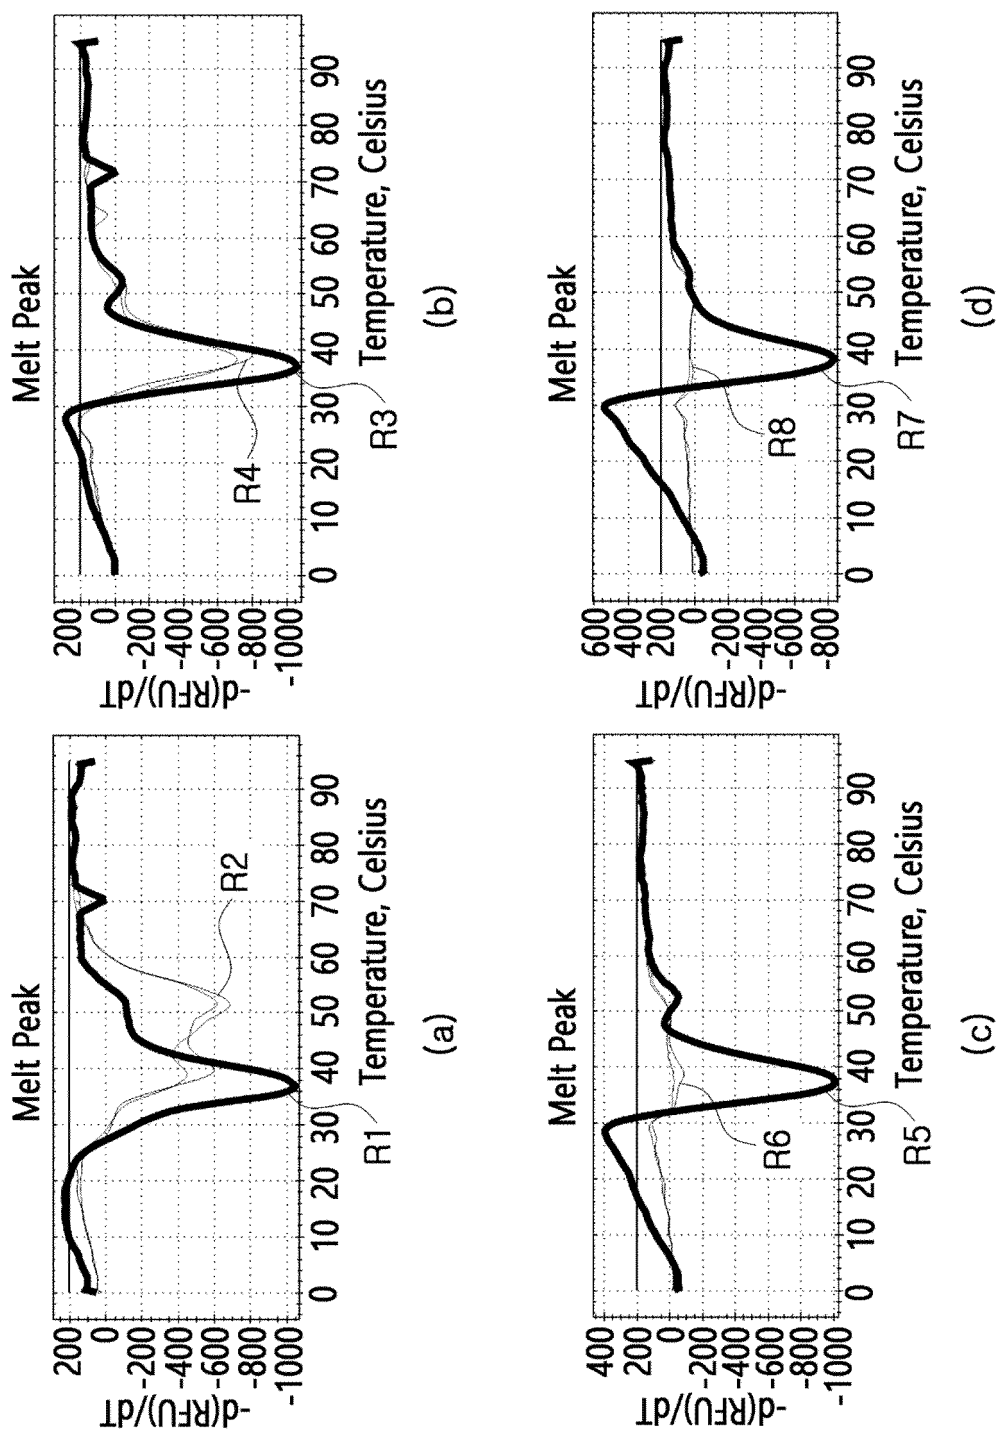 Melt Peak
-d(RFU)/dT
200
0
-200
-400
-600
-800
-1000
0 10 20 30 40 50 60 70 80 90
Temperature, Celsius
R1
R2
(a)
Melt Peak
-d(RFU)/dT
200
0
-200
-400
-600
-800
-1000
0 10 20 30 40 50 60 70 80 90
Temperature, Celsius
R4
R3
(b)
Melt Peak
-d(RFU)/dT
400
200
0
-200
-400
-600
-800
-1000
0 10 20 30 40 50 60 70 80 90
Temperature, Celsius
R6
R5
(c)
Melt Peak
-d(RFU)/dT
600
400
200
0
-200
-400
-600
-800
0 10 20 30 40 50 60 70 80 90
Temperature, Celsius
R8
R7
(d)